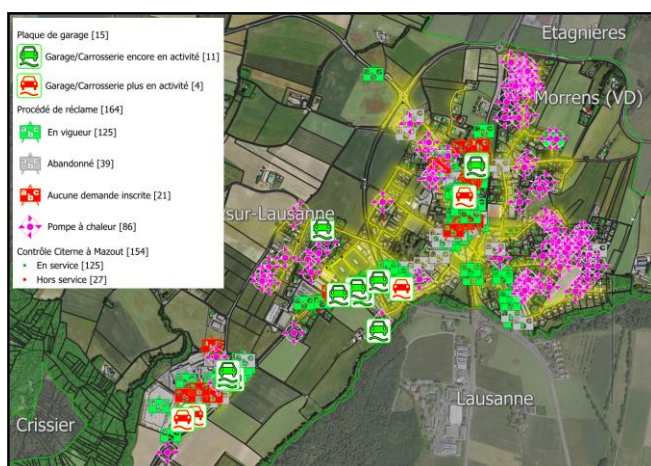 Plaque de garage [15]
Garage/Carrosserie encore en activité [11]
Garage/Carrosserie plus en activité [4]
Procédé de réclame [164]
En vigueur [125]
Abandonné [39]
Aucune demande inscrite [21]
Pompe à chaleur [86]
Contrôle Citerne à Mazout [154]
En service [125]
Hors service [27]
Etagnières
Morrens (VD)
sur-Lausanne
Lausanne
Crissier